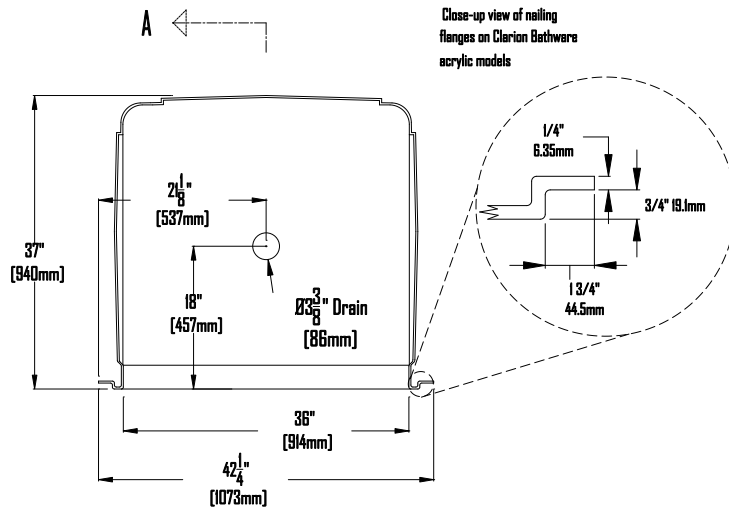 A
Close-up view of nailing
flanges on Clarion Bathware
acrylic models
1/4"
6.35mm
3/4" 19.1mm
1 3/4"
44.5mm
21 1/8"
[537mm]
37"
[940mm]
18"
[457mm]
Ø3 3/8" Drain
[86mm]
36"
[914mm]
42 1/4"
[1073mm]